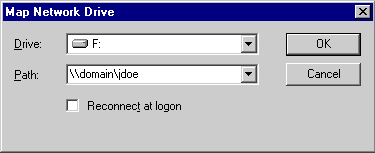 Map Network Drive
Drive: F: OK
Path: \\domain\jdoe Cancel
Reconnect at logon